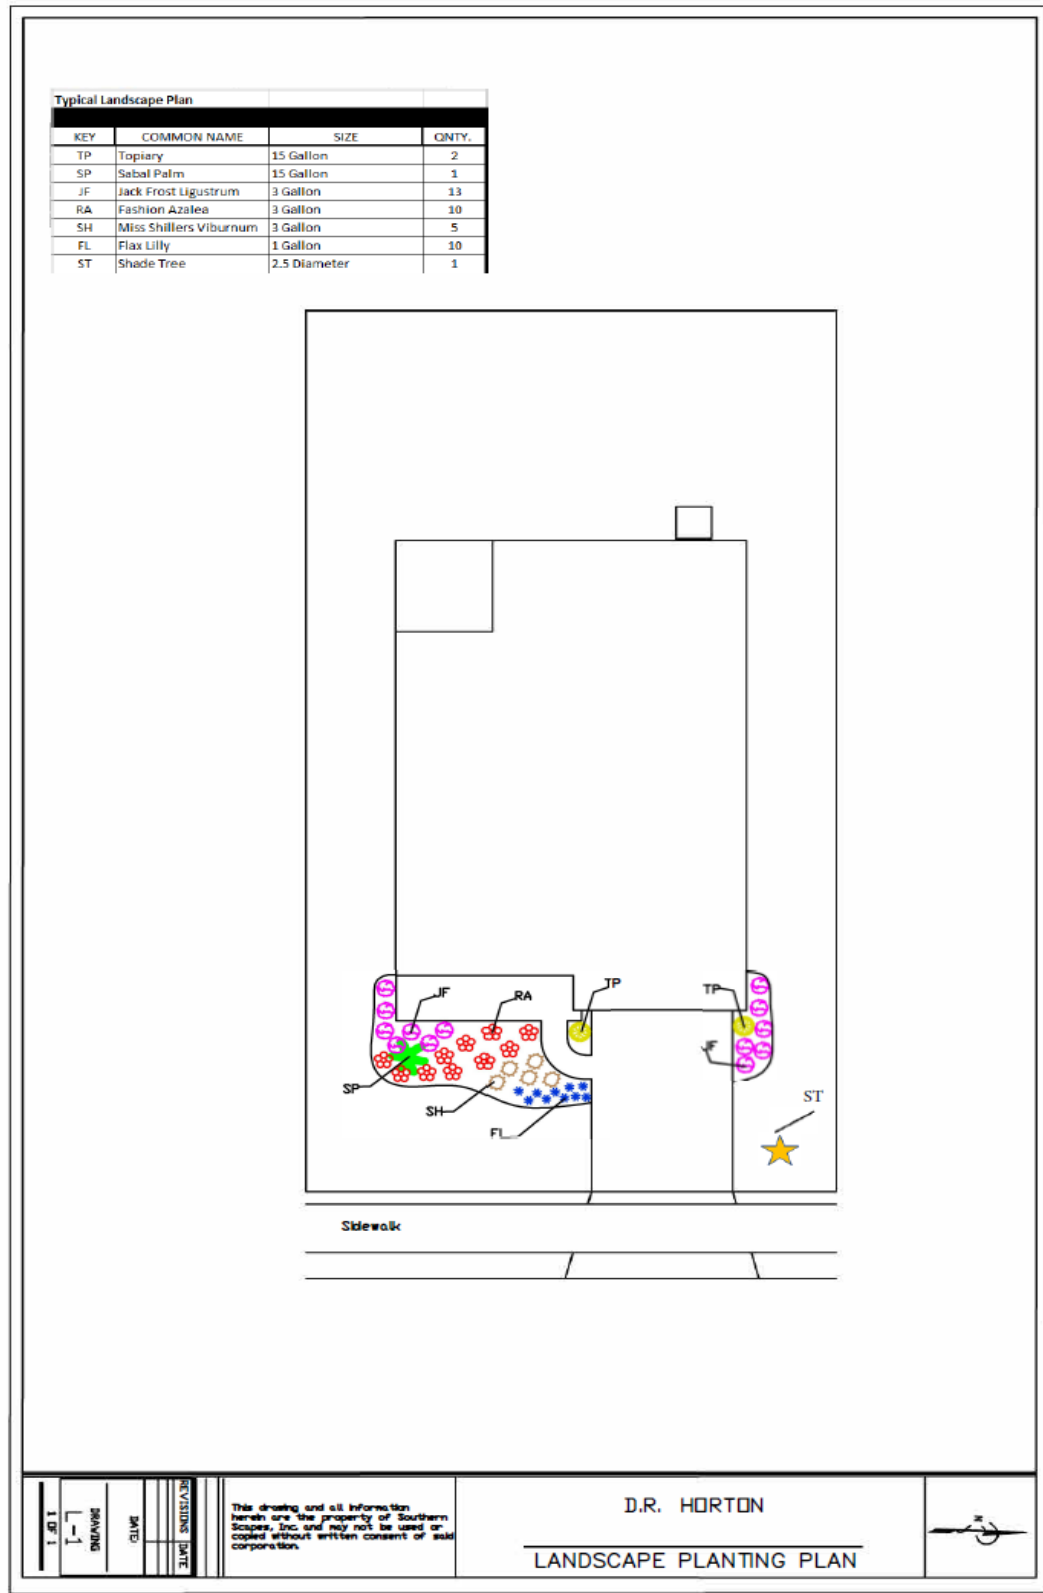 Typical Landscape Plan
KEY COMMON NAME SIZE QNTY.
TP Topiary 15 Gallon 2
SP Sabal Palm 15 Gallon 1
JF Jack Frost Ligustrum 3 Gallon 13
RA Fashion Azalea 3 Gallon 10
SH Miss Shillers Viburnum 3 Gallon 5
FL Flax Lilly 1 Gallon 10
ST Shade Tree 2.5 Diameter 1
JF
RA
TP
TP
JF
SP
SH
FL
ST
Sidewalk
REVISIONS DATE
DATE:
DRAWING
L-1
1 OF 1
This drawing and all information
herein are the property of Southern
Scapes, Inc. and may not be used or
copied without written consent of said
corporation.
D.R. HORTON
LANDSCAPE PLANTING PLAN
N